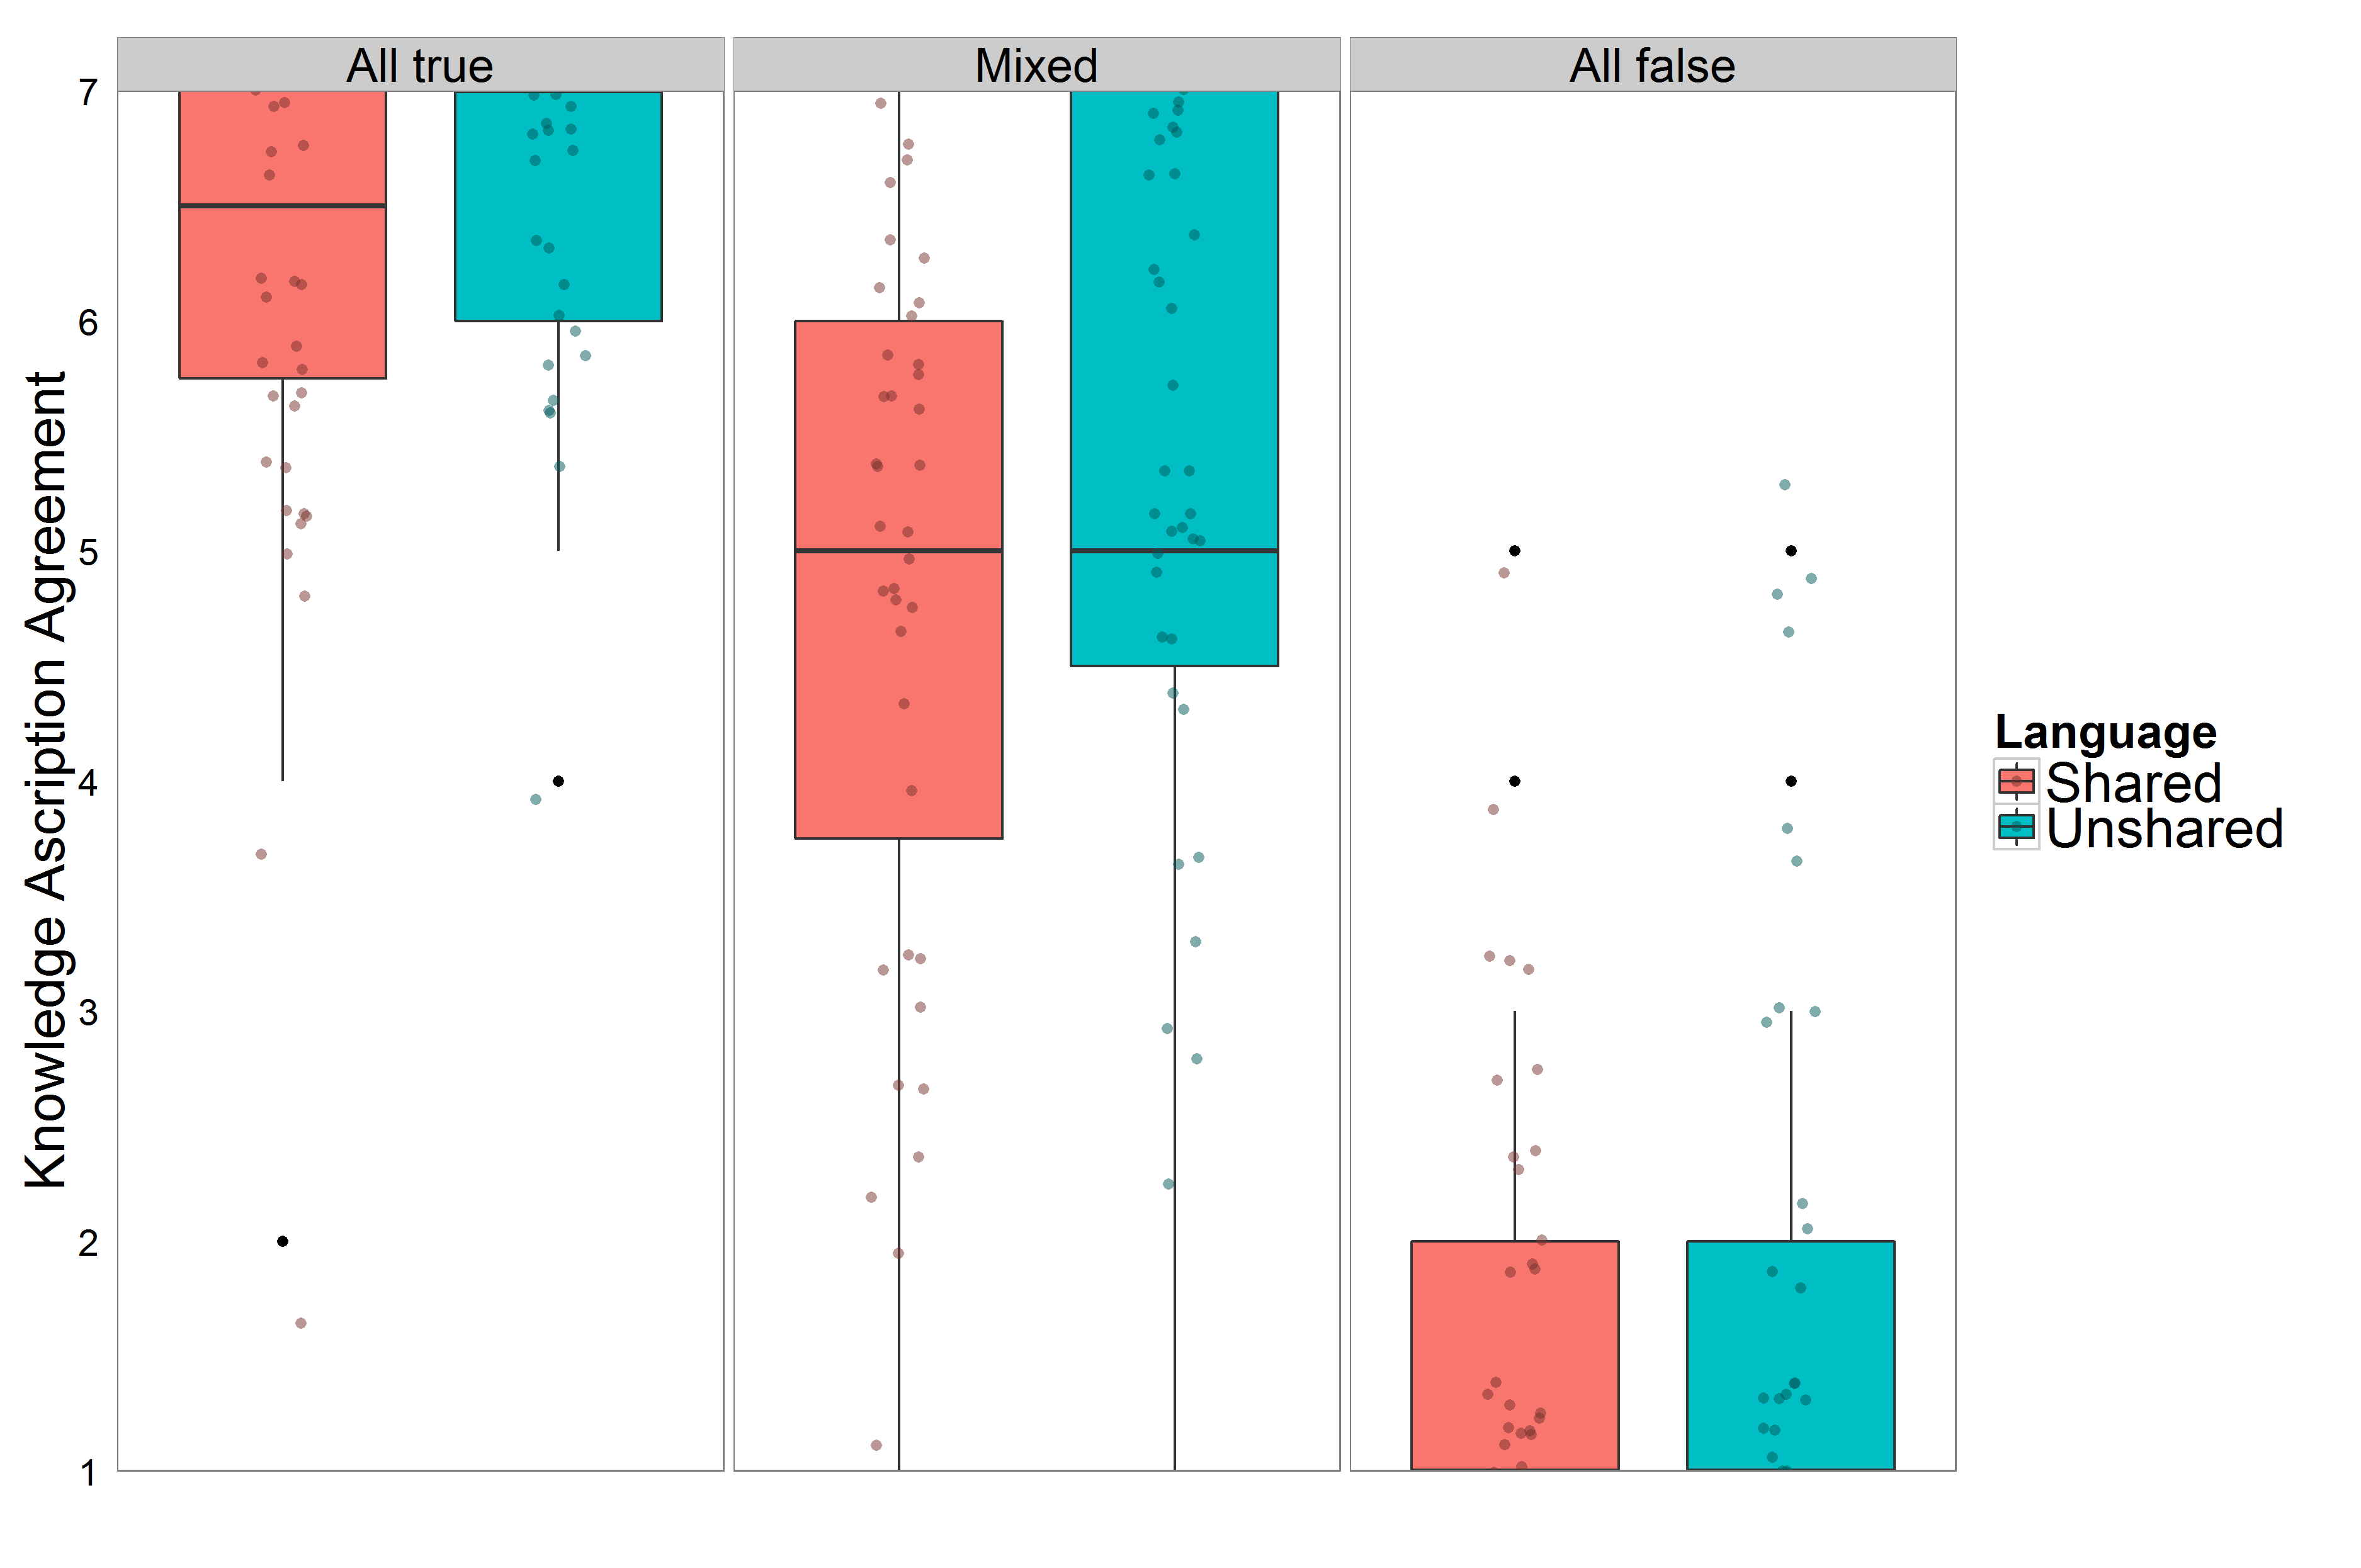 All true
Mixed
All false
7
6
5
4
3
2
1
Knowledge Ascription Agreement
Language
Shared
Unshared